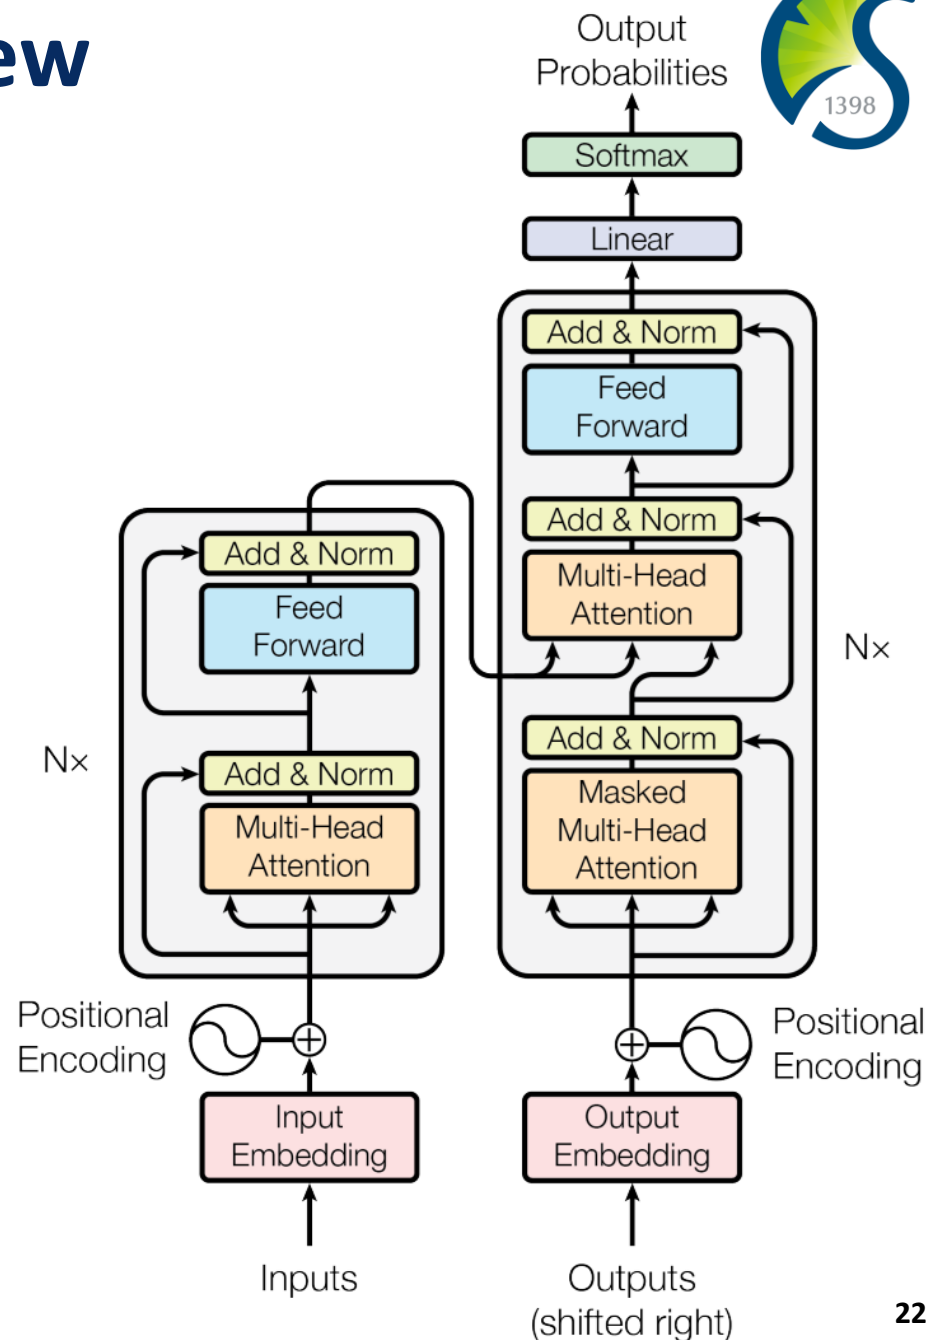 ew
1398
Output
Probabilities
Softmax
Linear
Add & Norm
Feed
Forward
Add & Norm
Multi-Head
Attention
N×
Add & Norm
Masked
Multi-Head
Attention
Add & Norm
Feed
Forward
N×
Add & Norm
Multi-Head
Attention
Positional
Encoding
Positional
Encoding
Input
Embedding
Output
Embedding
Inputs
Outputs
(shifted right)
22